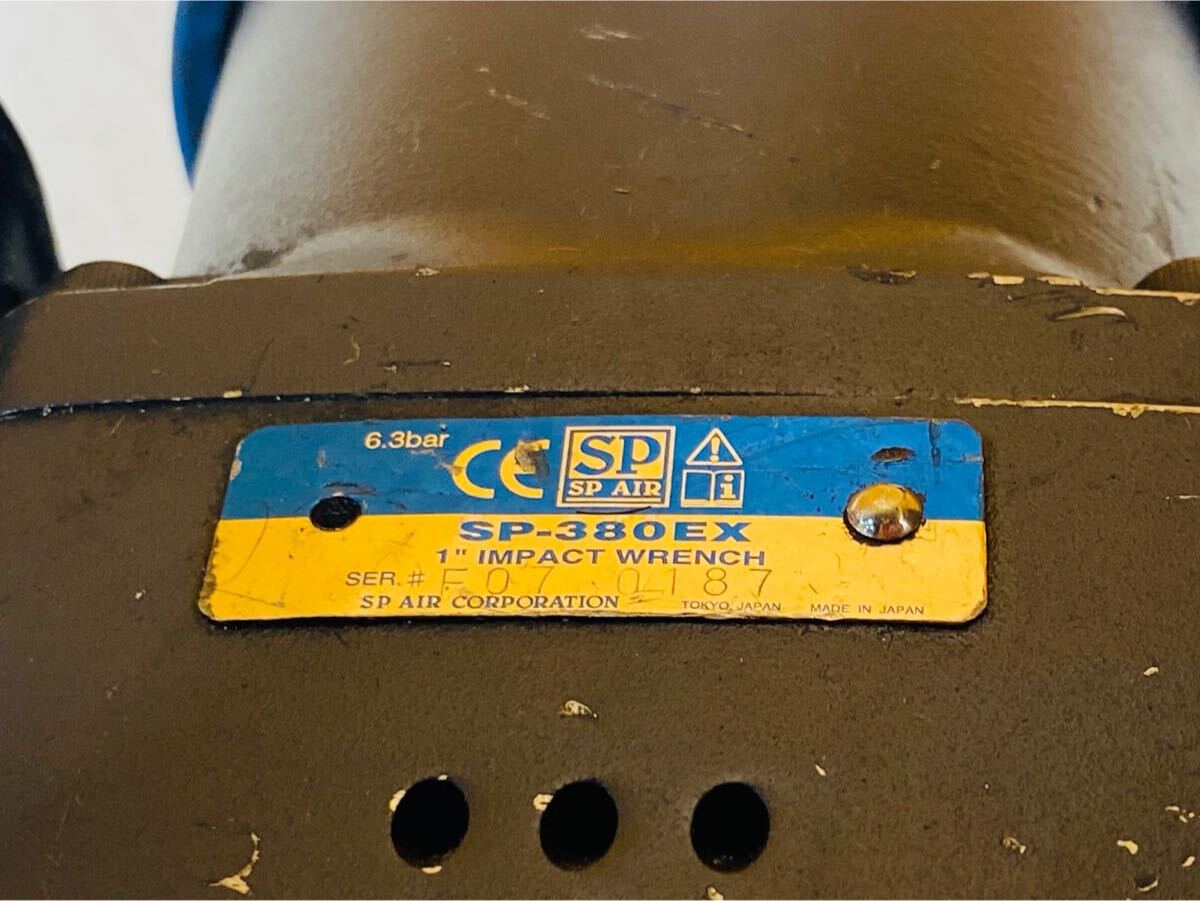 6.3bar CE SP
SP AIR
SP-380EX
1" IMPACT WRENCH
SER. # F07 0187
SP AIR CORPORATION TOKYO, JAPAN MADE IN JAPAN